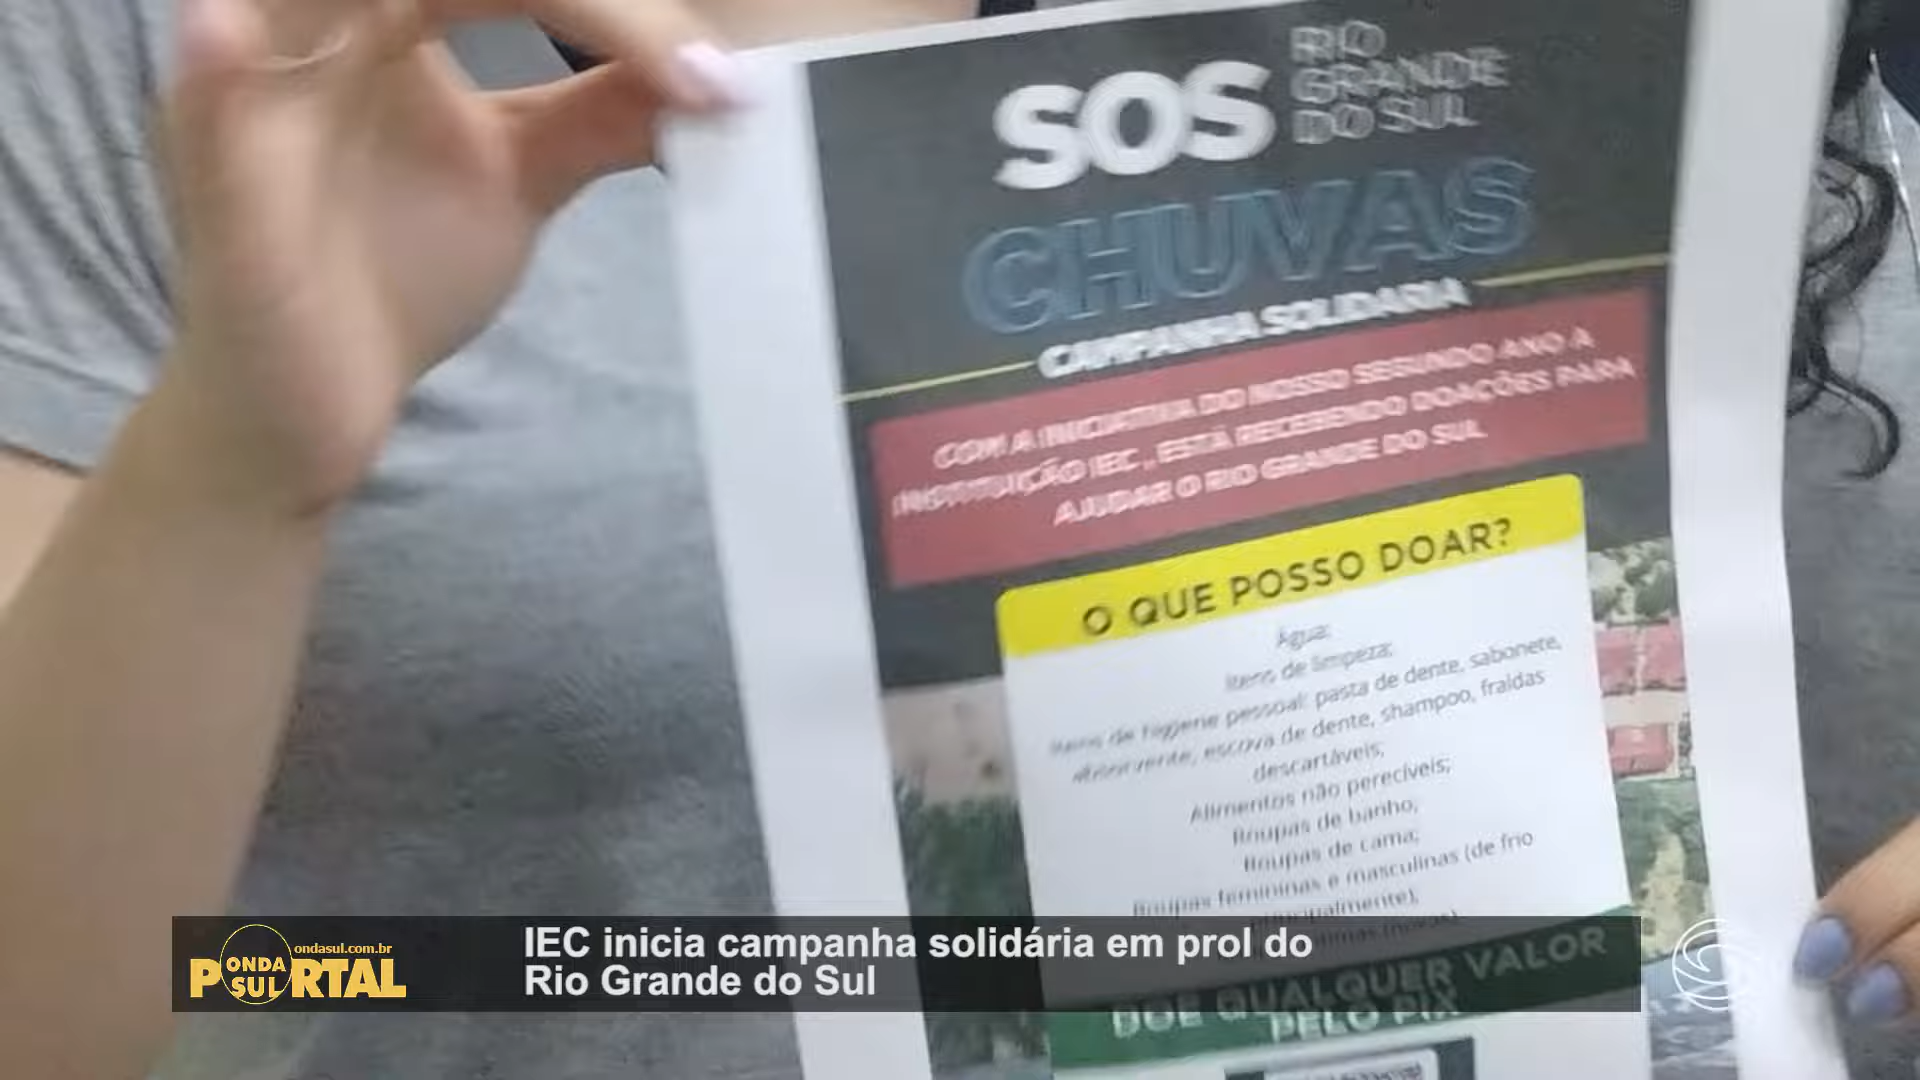 SOS
RIO
GRANDE
DO SUL
CHUVAS
CAMPANHA SOLIDARIA
COM A INICIATIVA DO NOSSO SEGUNDO ANO A
INSTITUIÇÃO IEC , ESTÁ RECEBENDO DOAÇÕES PARA
AJUDAR O RIO GRANDE DO SUL
O QUE POSSO DOAR?
Água;
Itens de limpeza;
Itens de higiene pessoal: pasta de dente, sabonete,
absorvente, escova de dente, shampoo, fraldas
descartáveis;
Alimentos não perecíveis;
Roupas de banho;
Roupas de cama;
Roupas femininas e masculinas (de frio
principalmente),
DOE QUALQUER VALOR
PELO PIX
ondasul.com.br
PORTAL
ONDA
SUL
IEC inicia campanha solidária em prol do
Rio Grande do Sul